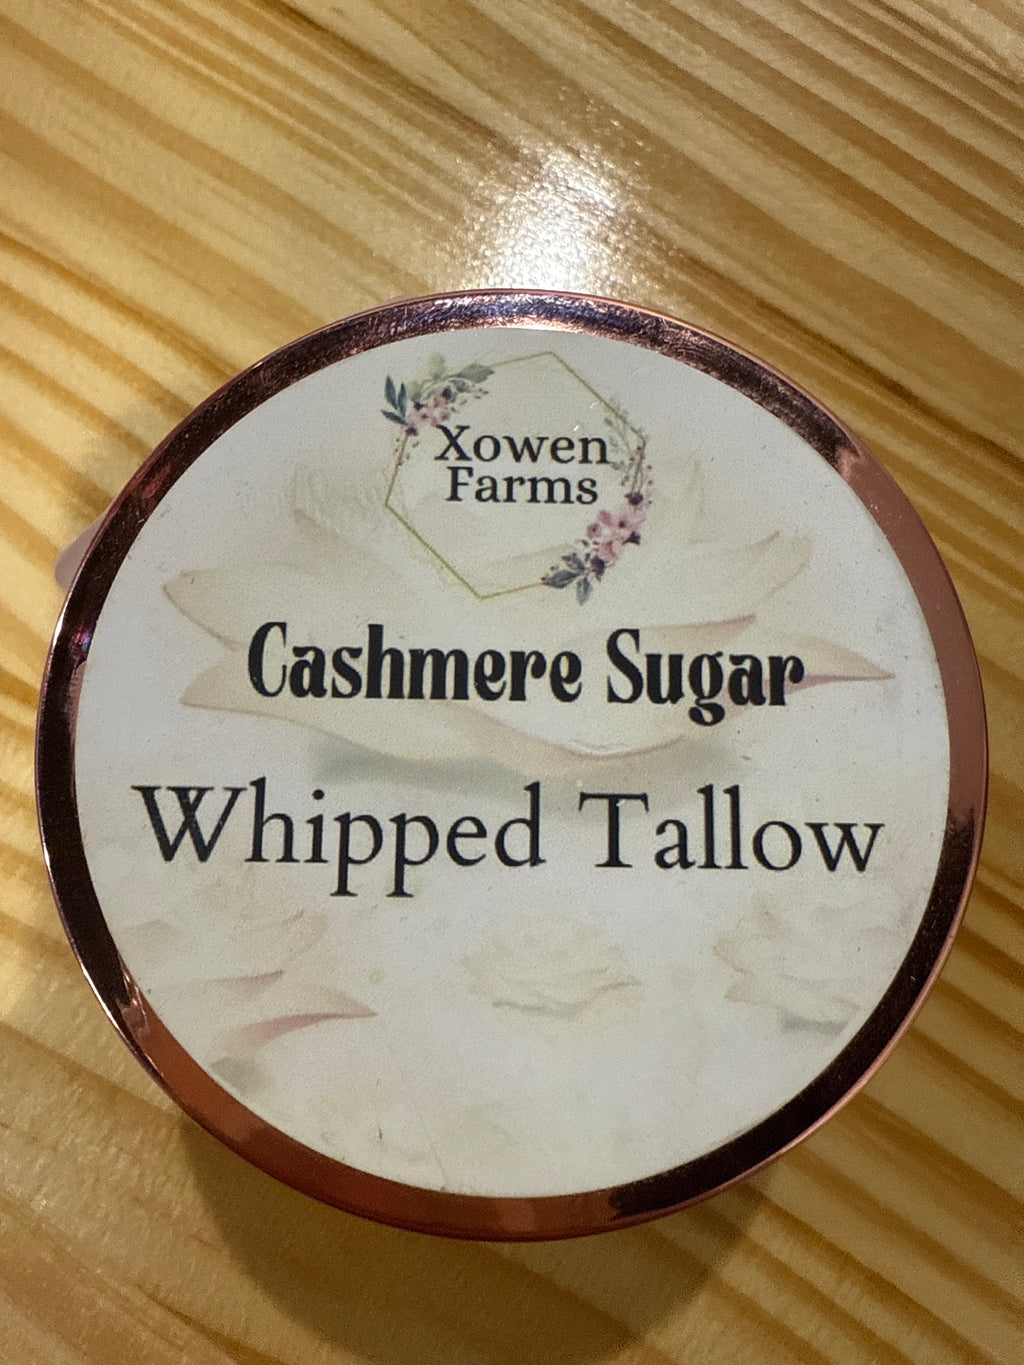 Xowen
Farms
Cashmere Sugar
Whipped Tallow